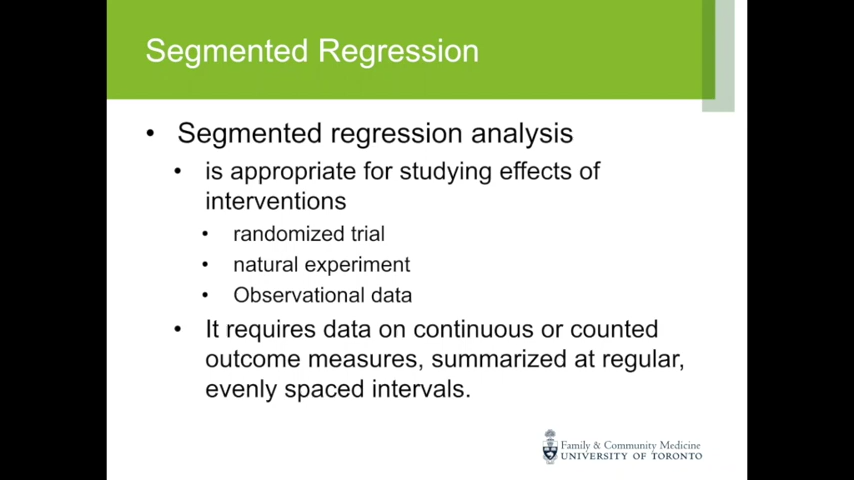 Segmented Regression
• Segmented regression analysis
• is appropriate for studying effects of
interventions
• randomized trial
• natural experiment
• Observational data
• It requires data on continuous or counted
outcome measures, summarized at regular,
evenly spaced intervals.
Family & Community Medicine
UNIVERSITY OF TORONTO